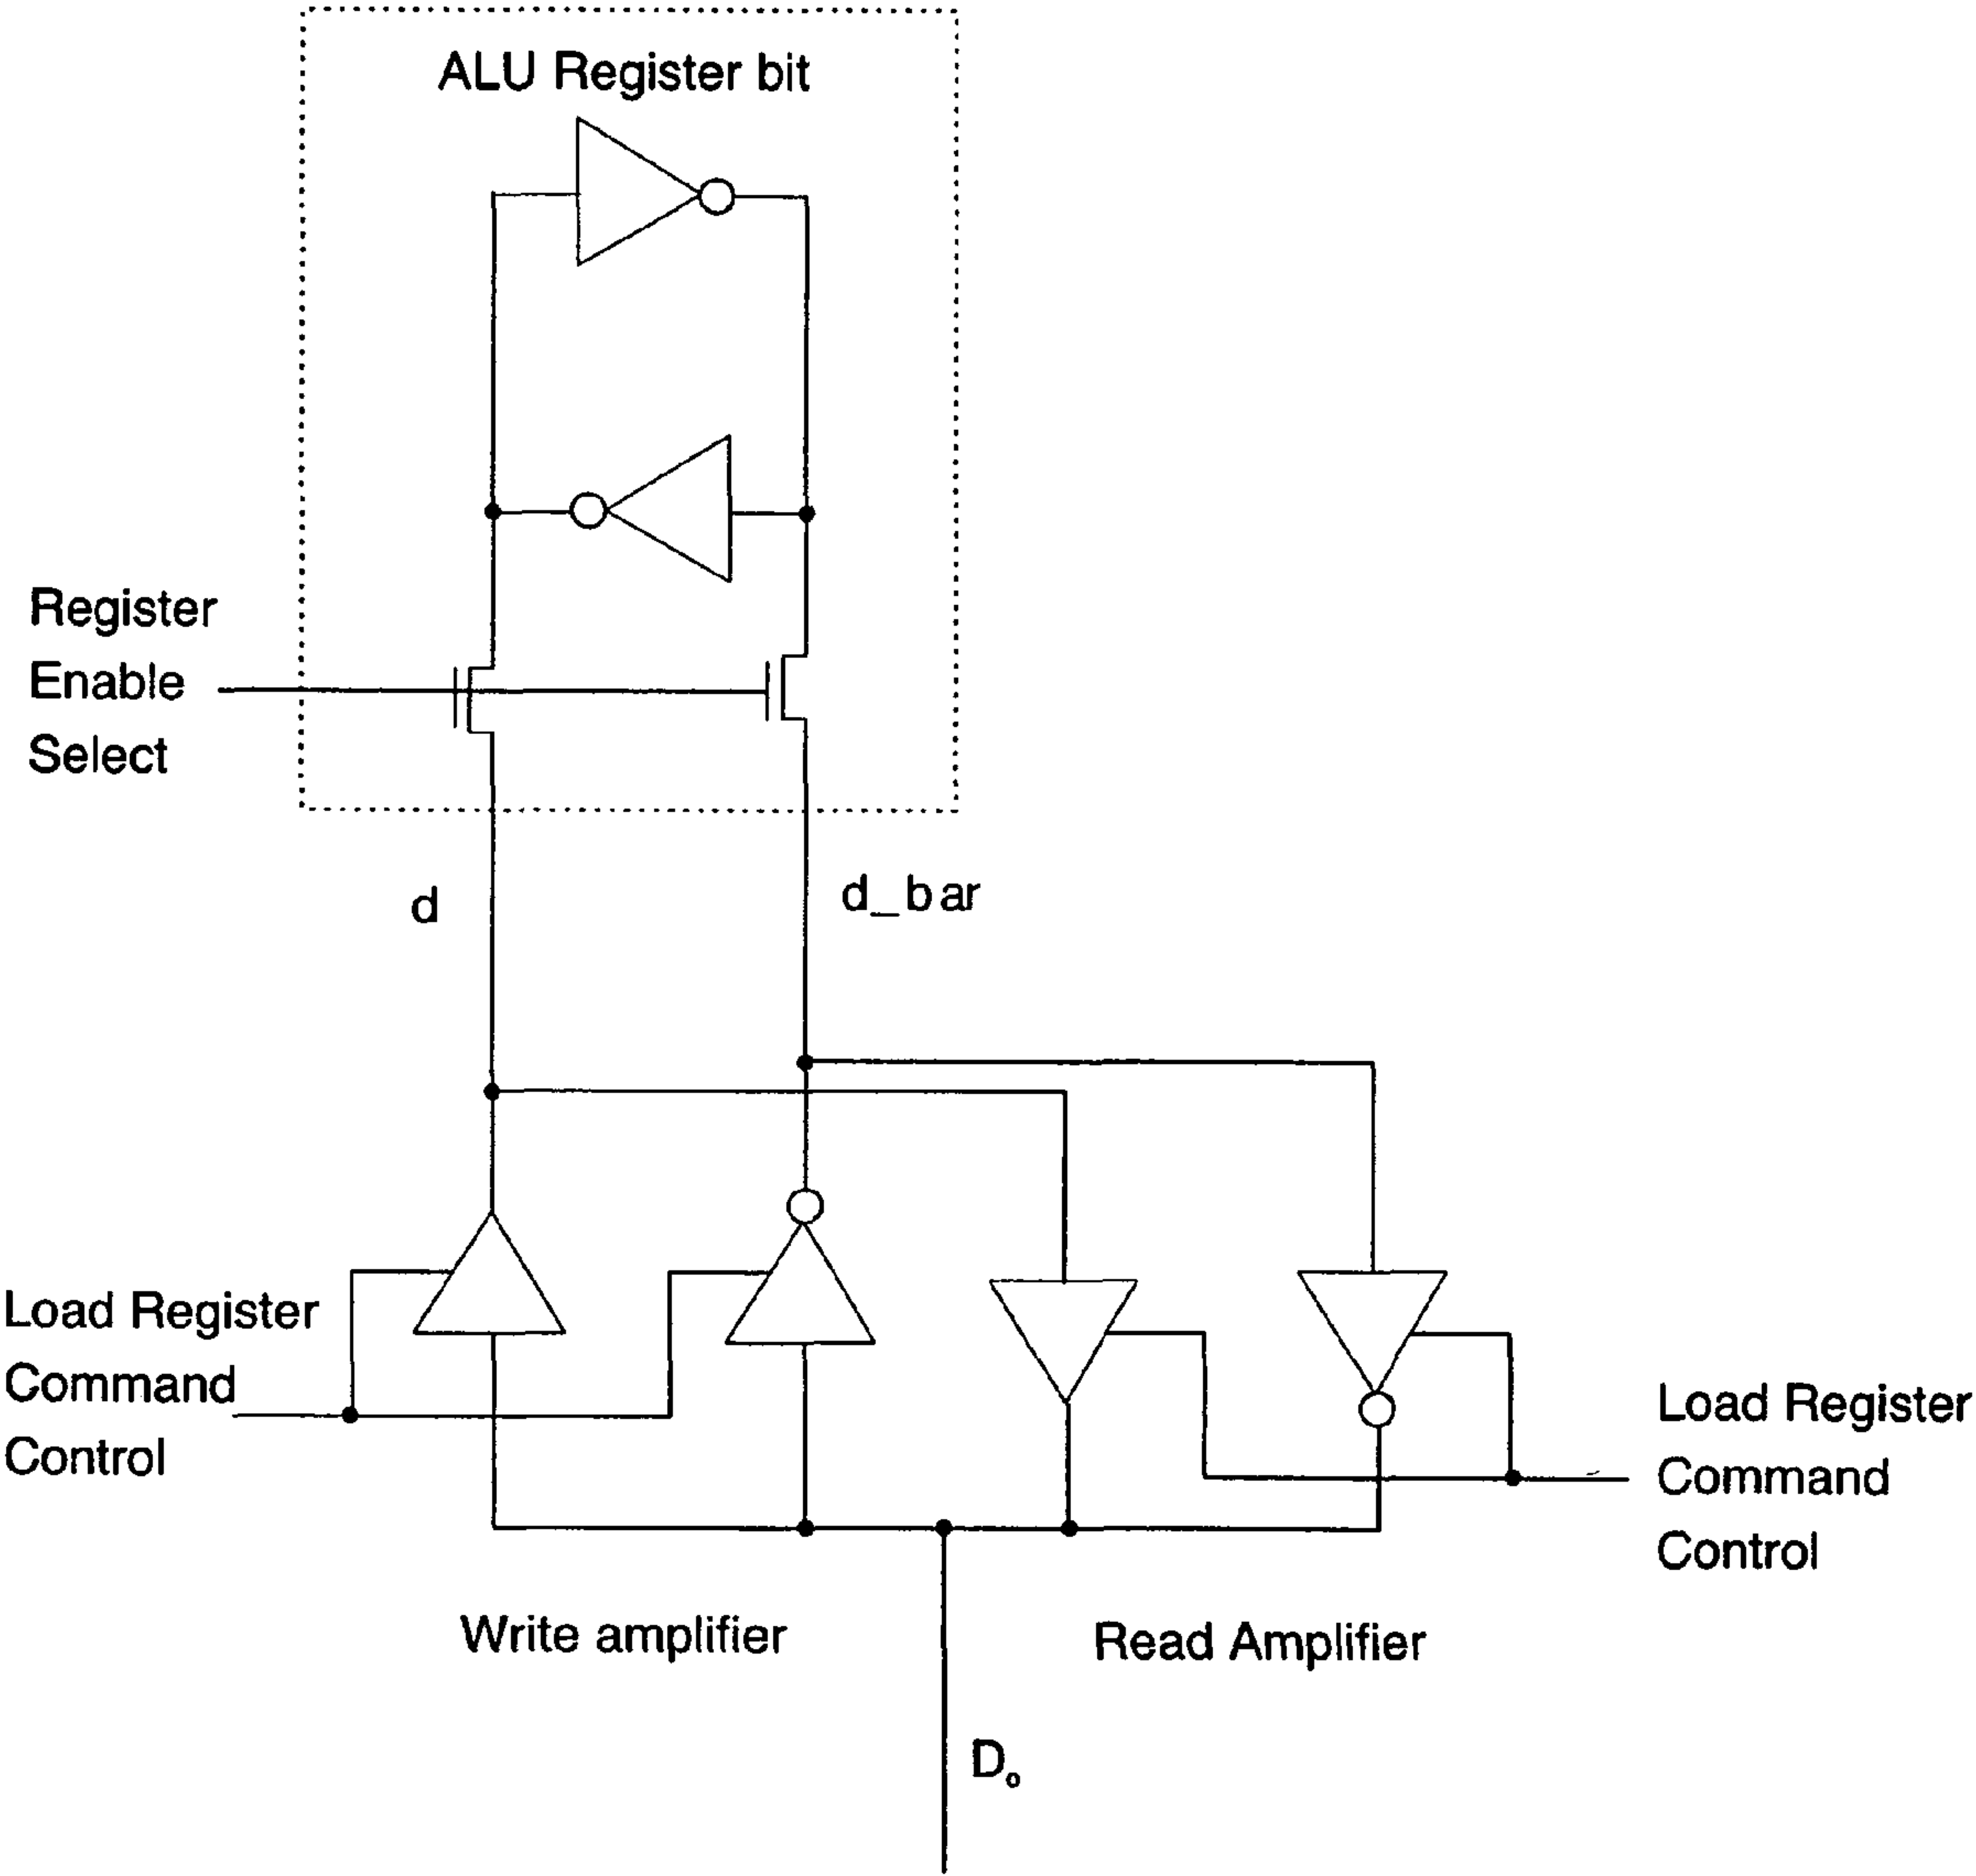 ALU Register bit
Register
Enable
Select
d
d_bar
Load Register
Command
Control
Load Register
Command
Control
Write amplifier
Read Amplifier
D₀